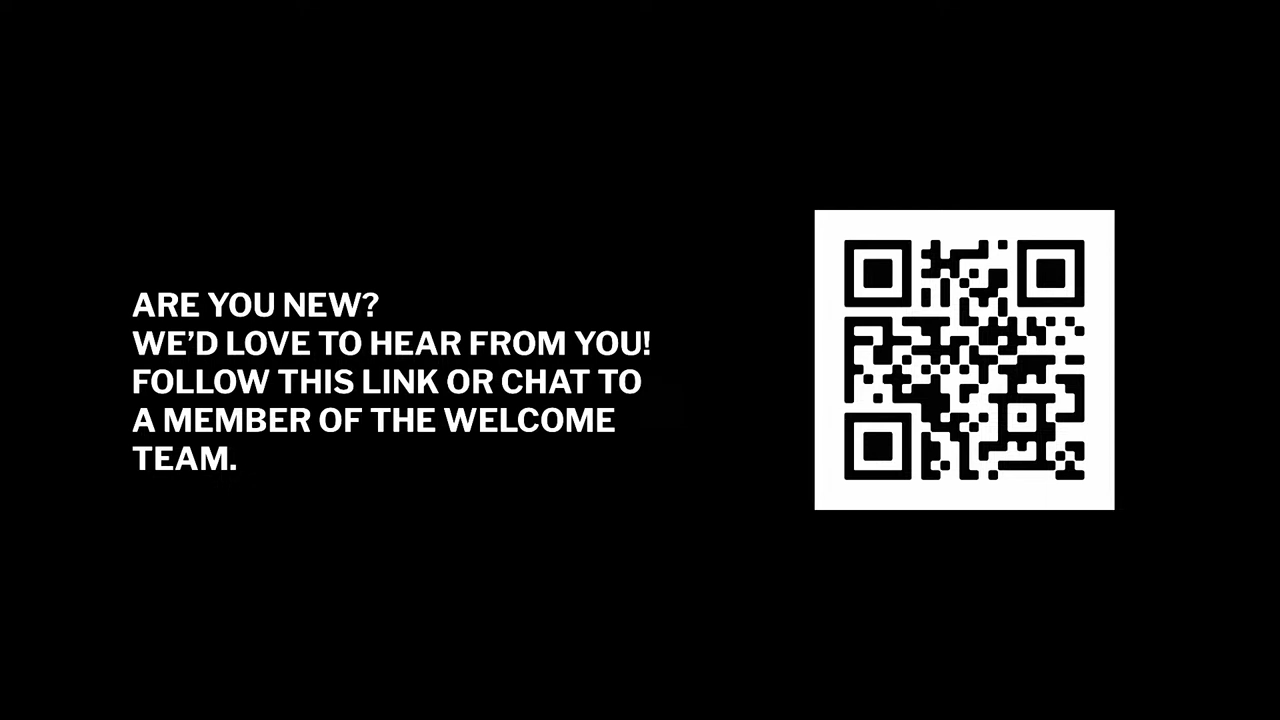 ARE YOU NEW?
WE’D LOVE TO HEAR FROM YOU!
FOLLOW THIS LINK OR CHAT TO
A MEMBER OF THE WELCOME
TEAM.